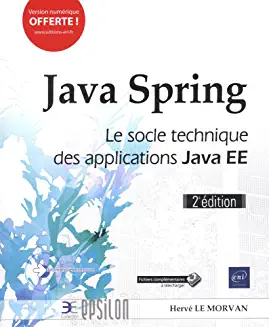 Version numérique
OFFERTE !
www.editions-eni.fr
Java Spring
Le socle technique
des applications Java EE
2e édition
Fichiers complémentaires
à télécharger
eni
epsilon
Hervé LE MORVAN